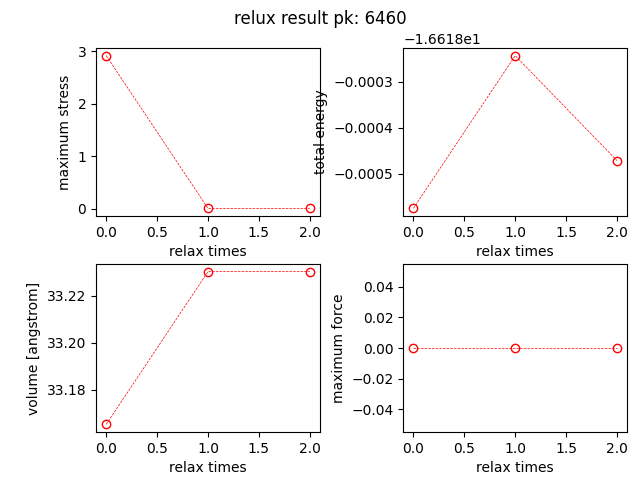 relux result pk: 6460
maximum stress
3
2
1
0
0.0 0.5 1.0 1.5 2.0
relax times
−1.6618e1
total energy
−0.0003
−0.0004
−0.0005
0.0 0.5 1.0 1.5 2.0
relax times
volume [angstrom]
33.22
33.20
33.18
0.0 0.5 1.0 1.5 2.0
relax times
maximum force
0.04
0.02
0.00
−0.02
−0.04
0.0 0.5 1.0 1.5 2.0
relax times